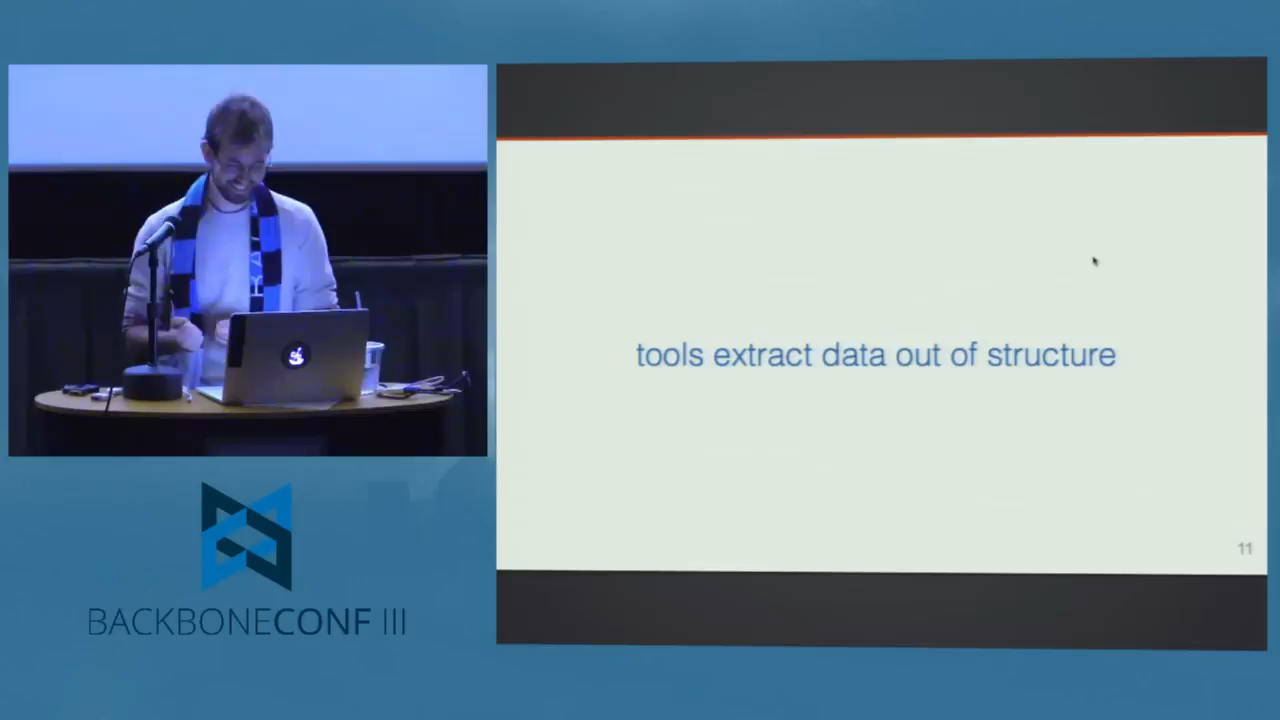 tools extract data out of structure
11
BACKBONECONF III